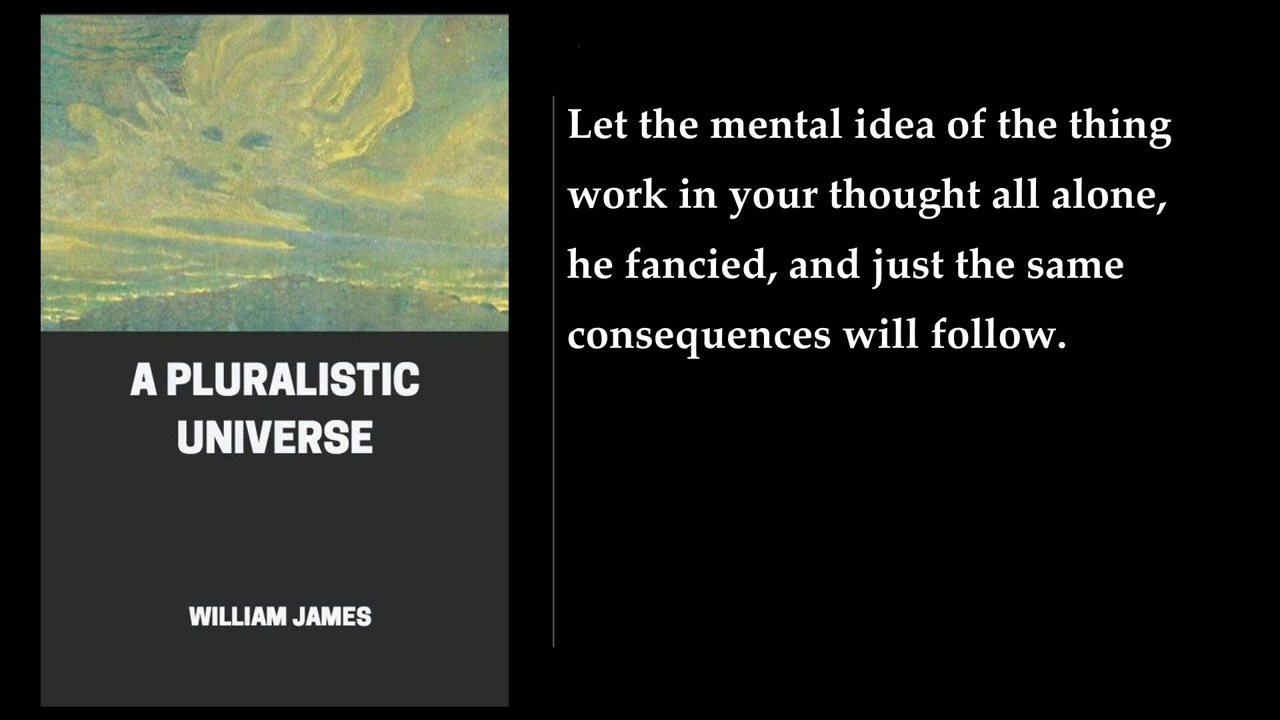 A PLURALISTIC
UNIVERSE
WILLIAM JAMES
Let the mental idea of the thing
work in your thought all alone,
he fancied, and just the same
consequences will follow.